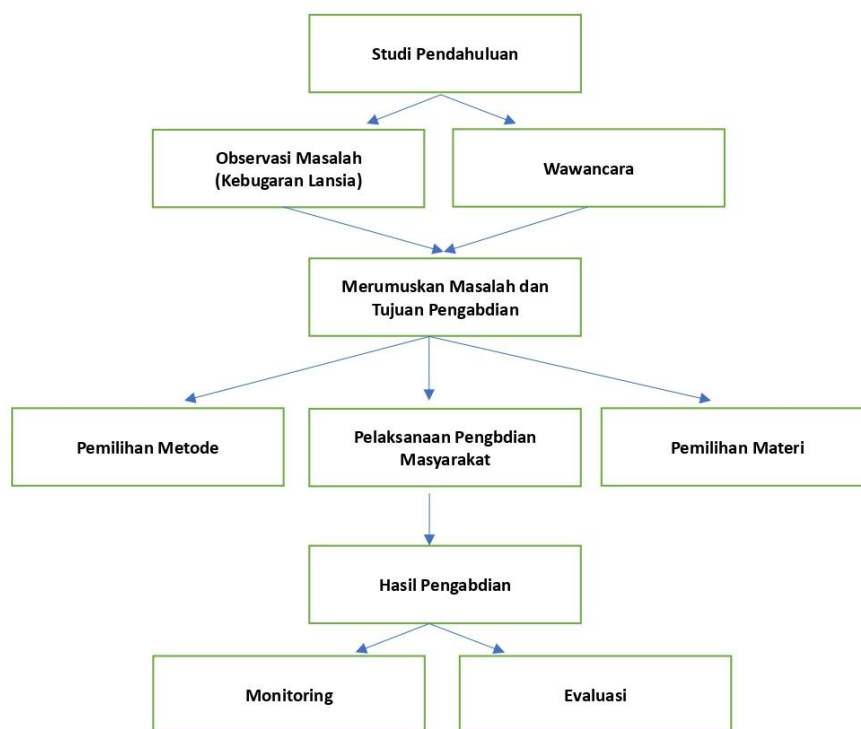 Studi Pendahuluan
Observasi Masalah
(Kebugaran Lansia)
Wawancara
Merumuskan Masalah dan
Tujuan Pengabdian
Pemilihan Metode
Pelaksanaan Pengbdian
Masyarakat
Pemilihan Materi
Hasil Pengabdian
Monitoring
Evaluasi